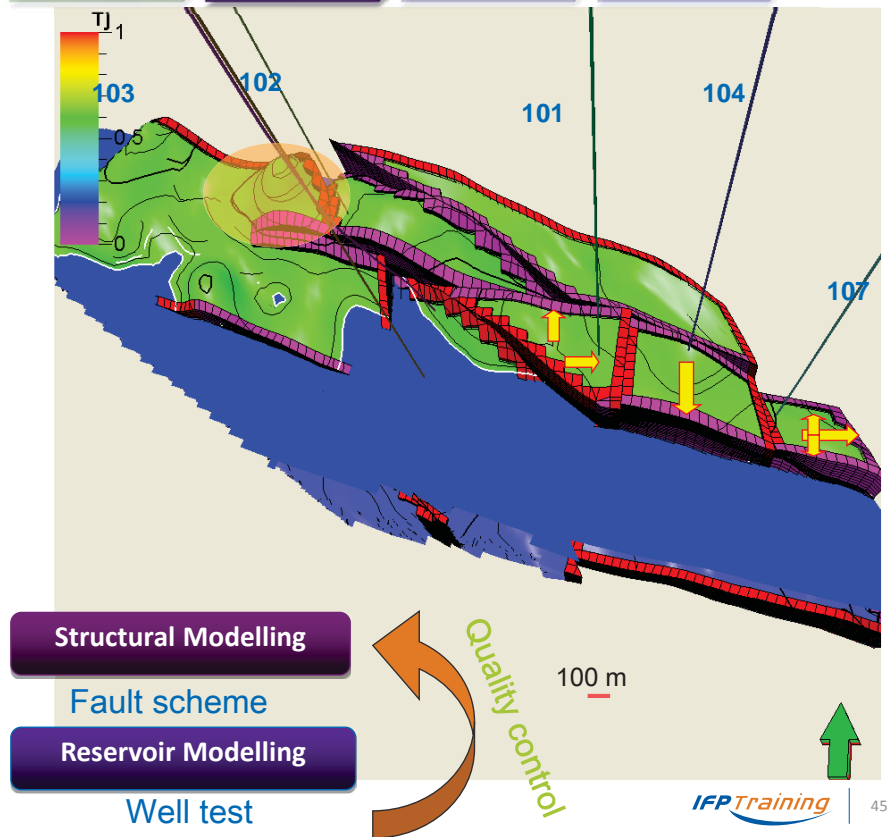 TJ
1
103
102
101
104
0.5
0
107
Structural Modelling
Fault scheme
Reservoir Modelling
Well test
Quality control
100 m
IFP Training
45